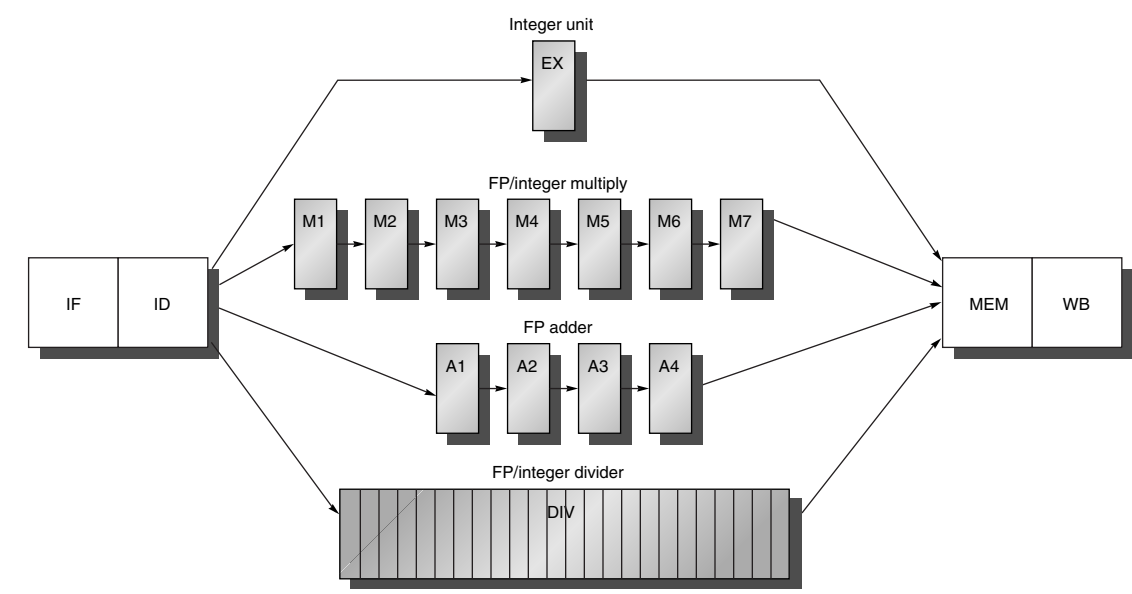 Integer unit
EX
FP/integer multiply
M1 M2 M3 M4 M5 M6 M7
IF ID
MEM WB
FP adder
A1 A2 A3 A4
FP/integer divider
DIV